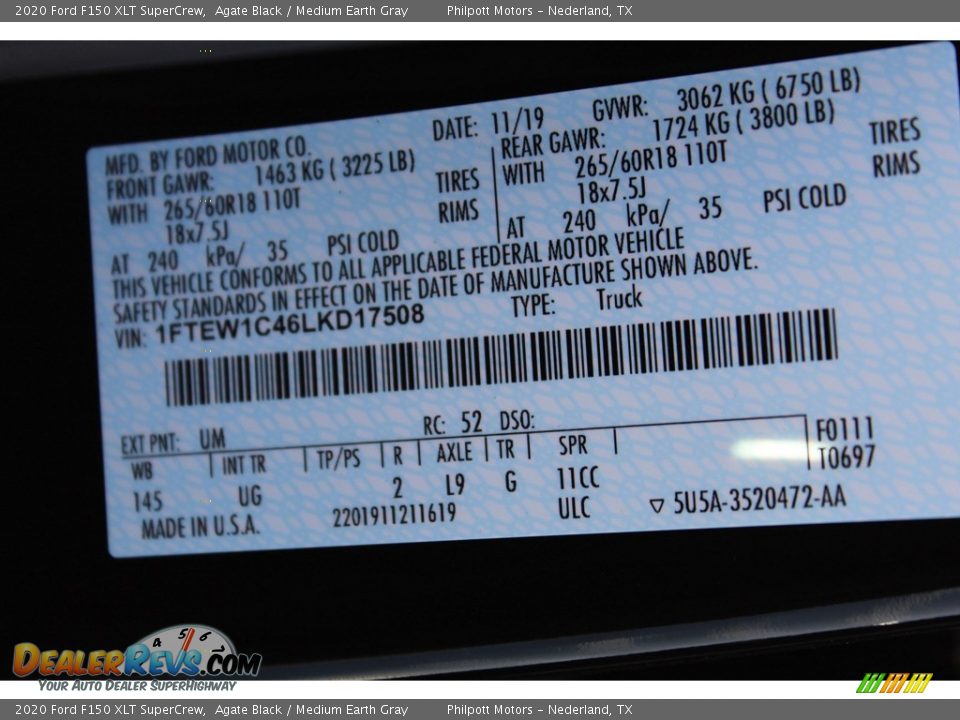 2020 Ford F150 XLT SuperCrew, Agate Black / Medium Earth Gray Philpott Motors – Nederland, TX
MFD. BY FORD MOTOR CO. DATE: 11/19 GVWR: 3062 KG ( 6750 LB)
FRONT GAWR: 1463 KG ( 3225 LB) REAR GAWR: 1724 KG ( 3800 LB)
WITH 265/60R18 110T TIRES WITH 265/60R18 110T TIRES
18x7.5J RIMS 18x7.5J RIMS
AT 240 kPa/ 35 PSI COLD AT 240 kPa/ 35 PSI COLD
THIS VEHICLE CONFORMS TO ALL APPLICABLE FEDERAL MOTOR VEHICLE
SAFETY STANDARDS IN EFFECT ON THE DATE OF MANUFACTURE SHOWN ABOVE.
VIN: 1FTEW1C46LKD17508 TYPE: Truck
EXT PNT: UM RC: 52 DSO:
WB INT TR TP/PS R AXLE TR SPR F0111
145 UG 2 L9 G 11CC T0697
MADE IN U.S.A. 2201911211619 ULC ▽ 5U5A-3520472-AA
4 5 6
DEALERREVS.COM
YOUR AUTO DEALER SUPERHIGHWAY
2020 Ford F150 XLT SuperCrew, Agate Black / Medium Earth Gray Philpott Motors – Nederland, TX